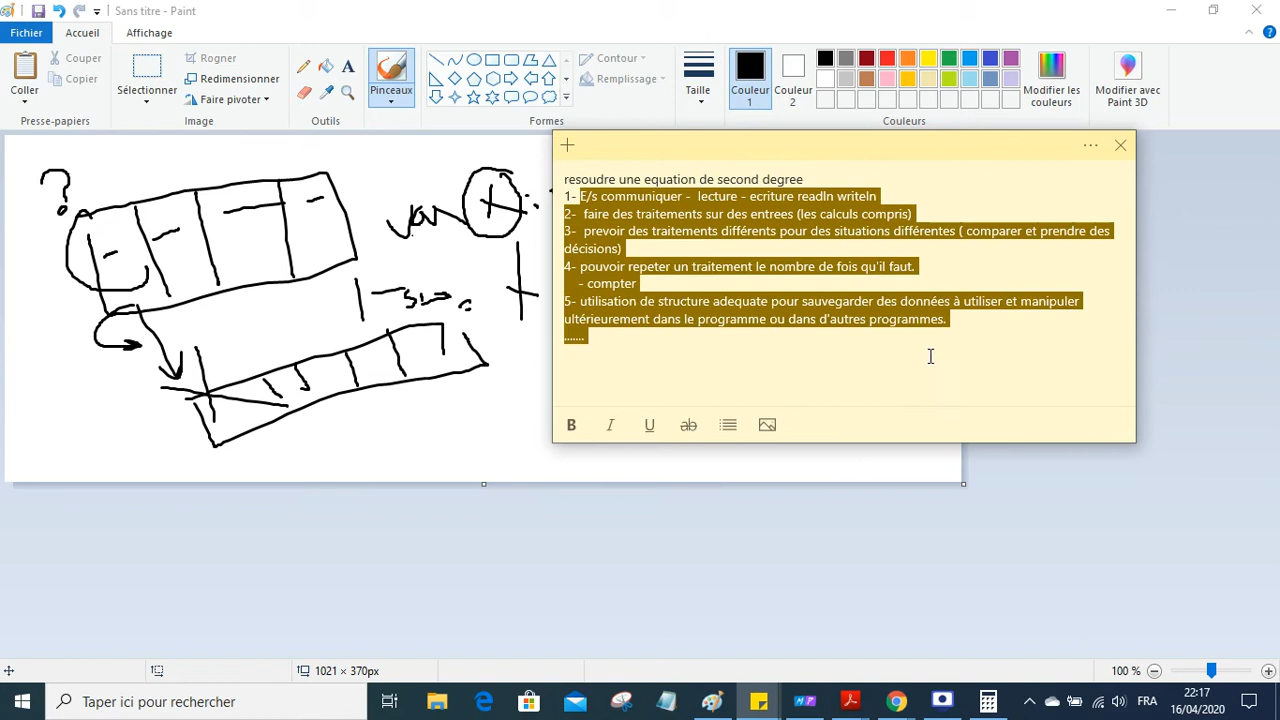 Sans titre - Paint
Fichier
Accueil
Affichage
Coller
Couper
Copier
Presse-papiers
Sélectionner
Rogner
Redimensionner
Faire pivoter
Image
A
Outils
Pinceaux
Contour
Remplissage
Formes
Taille
Couleur 1
Couleur 2
Modifier les couleurs
Couleurs
Modifier avec Paint 3D
?
var
resoudre une equation de second degree
1- E/s communiquer - lecture - ecriture readln writeln
2- faire des traitements sur des entrees (les calculs compris)
3- prevoir des traitements différents pour des situations différentes ( comparer et prendre des
décisions)
4- pouvoir repeter un traitement le nombre de fois qu'il faut.
- compter
5- utilisation de structure adequate pour sauvegarder des données à utiliser et manipuler
ultérieurement dans le programme ou dans d'autres programmes.
.......
B I U ab
1021 × 370px
100 %
Taper ici pour rechercher
FRA
22:17
16/04/2020